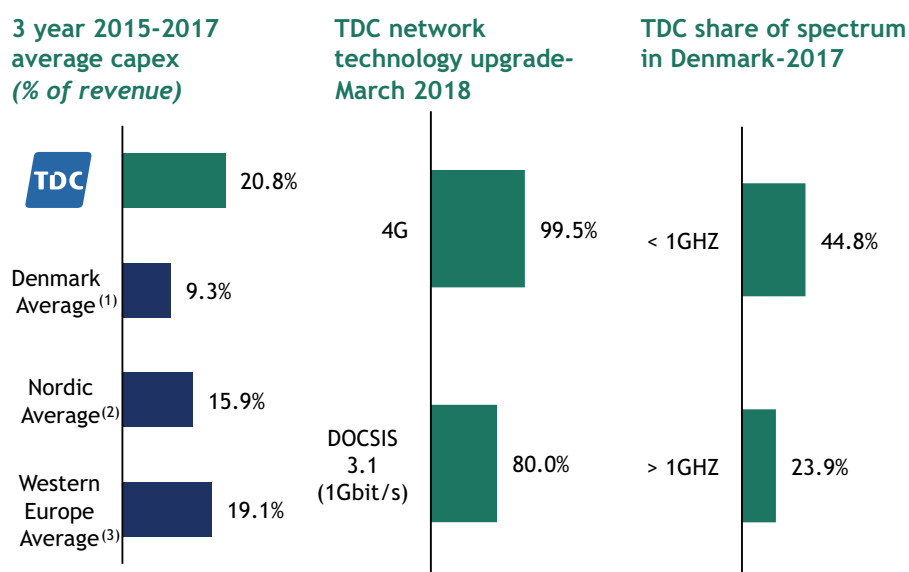 3 year 2015-2017
average capex
(% of revenue)
TDC
20.8%
Denmark
Average(1)
9.3%
Nordic
Average(2)
15.9%
Western
Europe
Average(3)
19.1%
TDC network
technology upgrade-
March 2018
4G
99.5%
DOCSIS
3.1
(1Gbit/s)
80.0%
TDC share of spectrum
in Denmark-2017
< 1GHZ
44.8%
> 1GHZ
23.9%